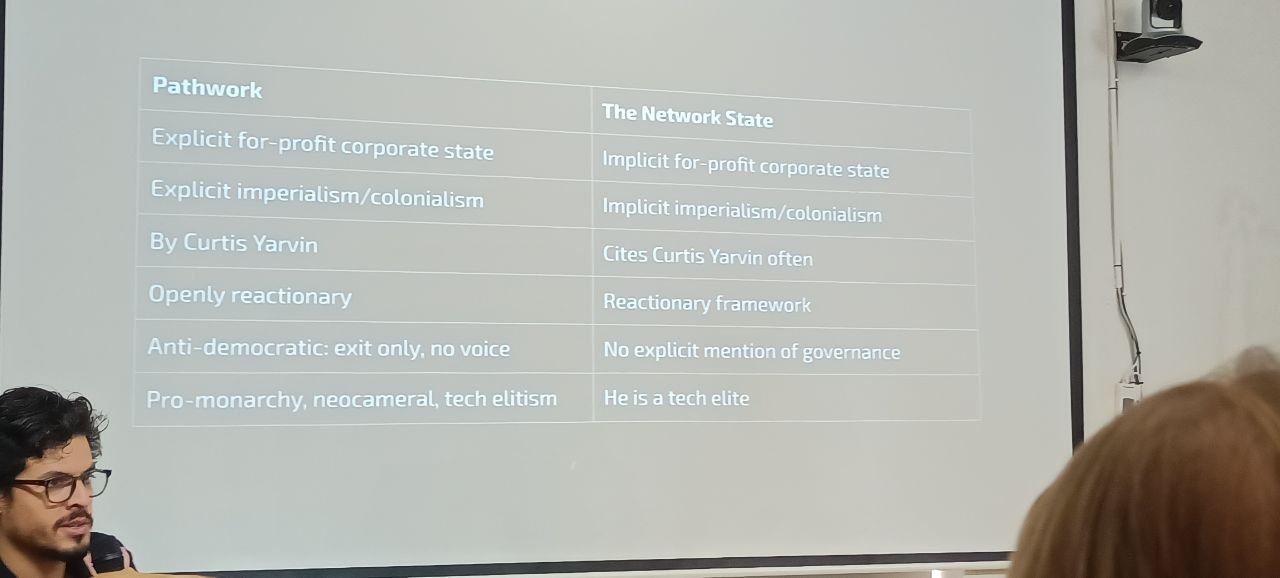 Pathwork
The Network State
Explicit for-profit corporate state
Implicit for-profit corporate state
Explicit imperialism/colonialism
Implicit imperialism/colonialism
By Curtis Yarvin
Cites Curtis Yarvin often
Openly reactionary
Reactionary framework
Anti-democratic: exit only, no voice
No explicit mention of governance
Pro-monarchy, neocameral, tech elitism
He is a tech elite